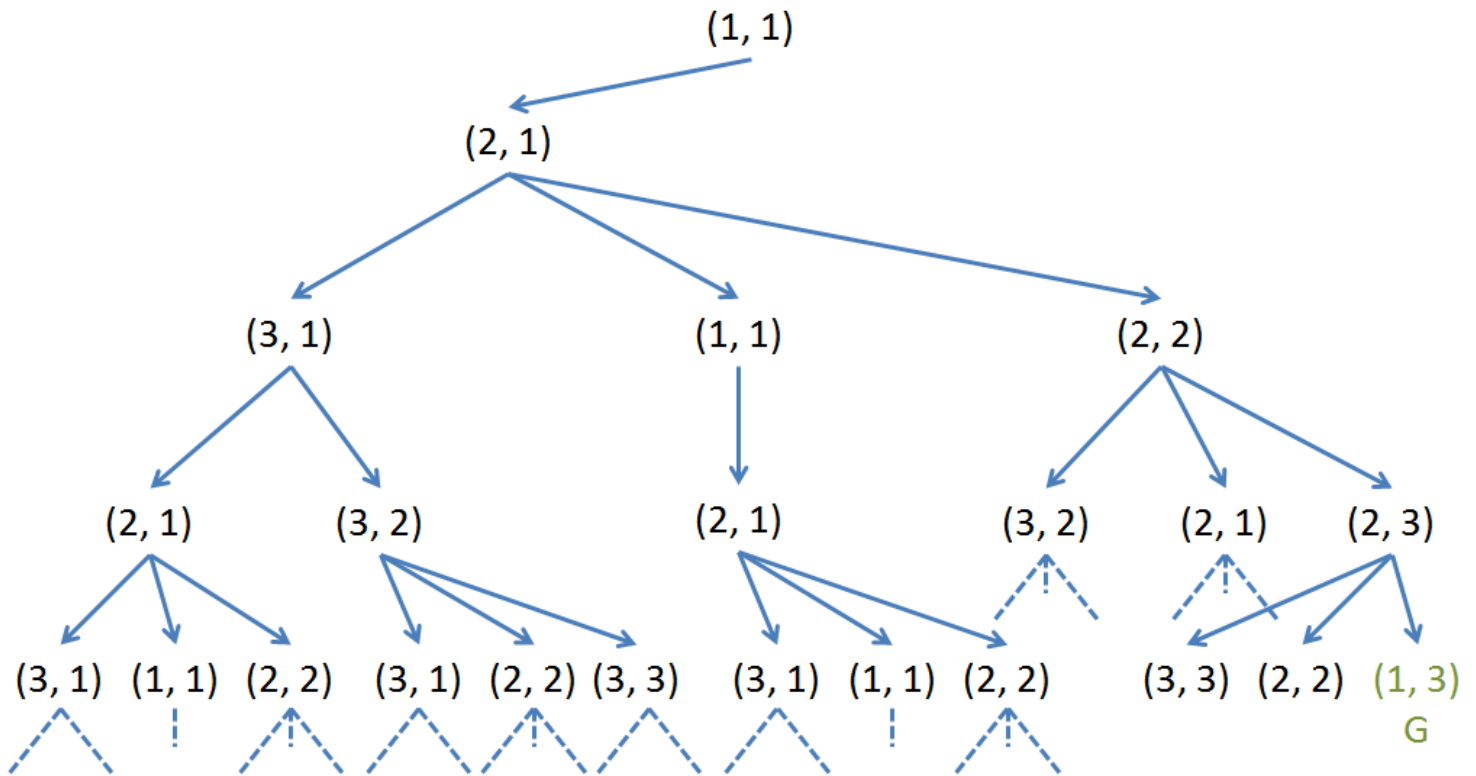 (1, 1)
(2, 1)
(3, 1) (1, 1) (2, 2)
(2, 1) (3, 2) (2, 1) (3, 2) (2, 1) (2, 3)
(3, 1) (1, 1) (2, 2) (3, 1) (2, 2) (3, 3) (3, 1) (1, 1) (2, 2) (3, 3) (2, 2) (1, 3)
G